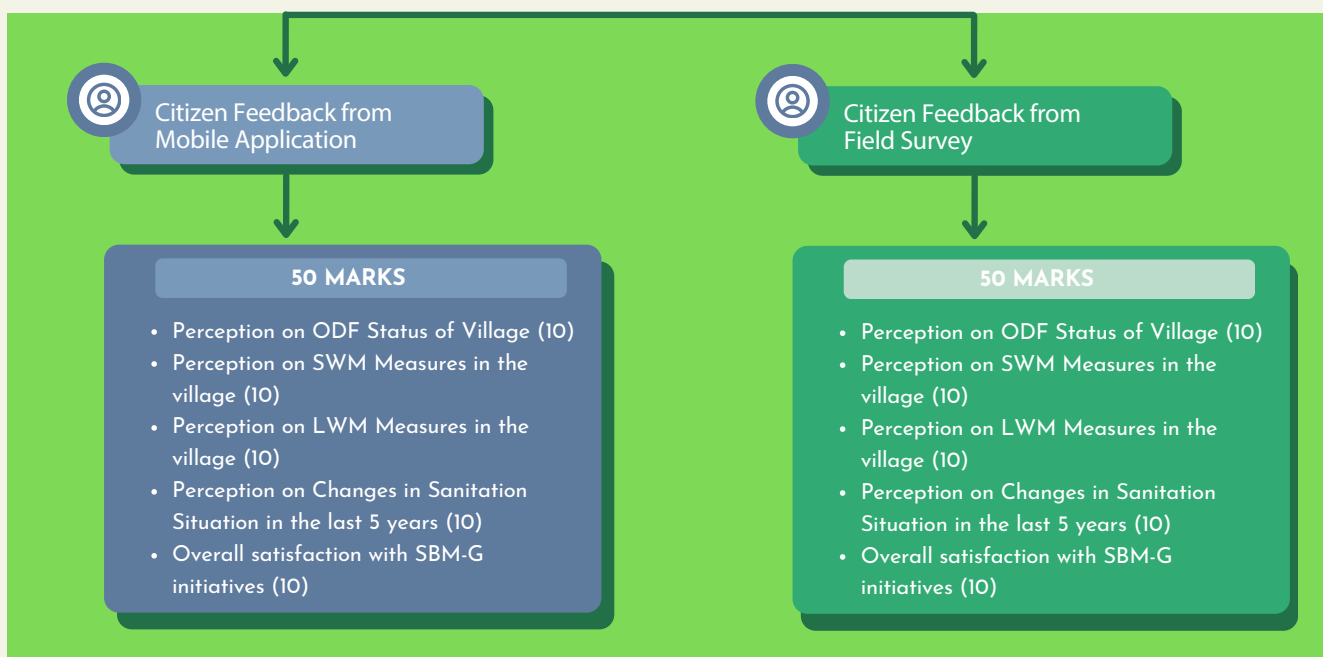 Citizen Feedback from
Mobile Application
50 MARKS
• Perception on ODF Status of Village (10)
• Perception on SWM Measures in the
village (10)
• Perception on LWM Measures in the
village (10)
• Perception on Changes in Sanitation
Situation in the last 5 years (10)
• Overall satisfaction with SBM-G
initiatives (10)
Citizen Feedback from
Field Survey
50 MARKS
• Perception on ODF Status of Village (10)
• Perception on SWM Measures in the
village (10)
• Perception on LWM Measures in the
village (10)
• Perception on Changes in Sanitation
Situation in the last 5 years (10)
• Overall satisfaction with SBM-G
initiatives (10)